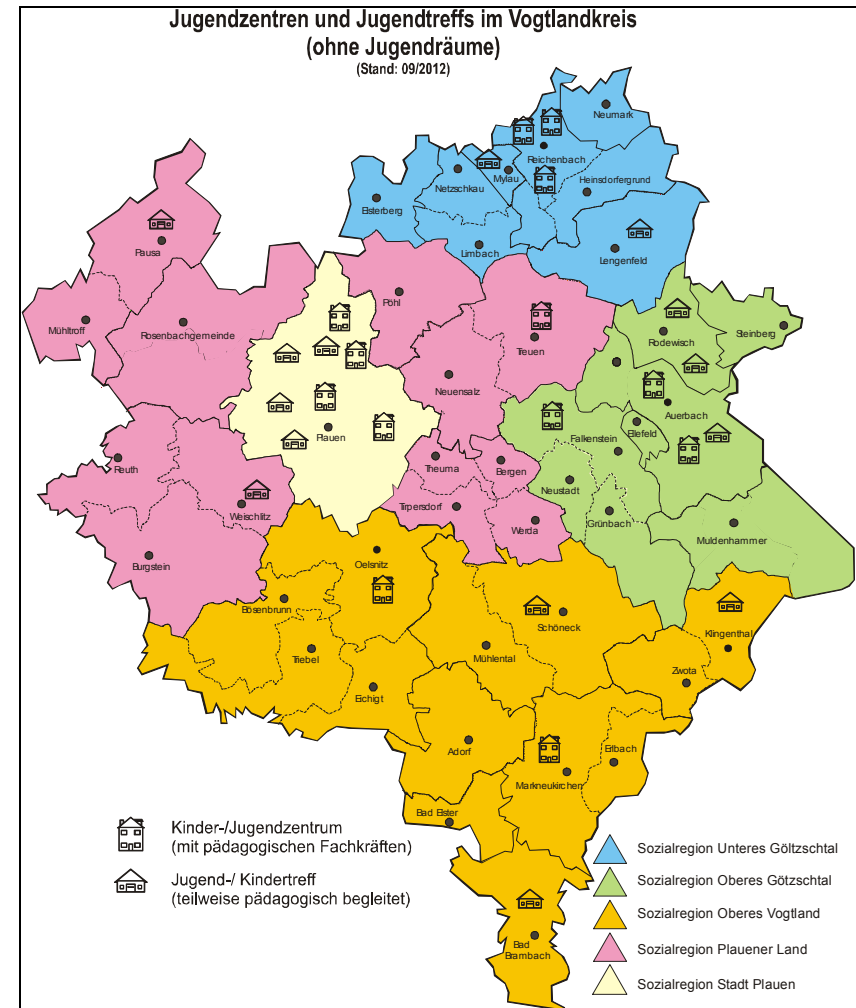 Jugendzentren und Jugendtreffs im Vogtlandkreis
(ohne Jugendräume)
(Stand: 09/2012)
Neumark
Reichenbach
Mylau
Netzschkau
Heinsdorfergrund
Elsterberg
Limbach
Lengenfeld
Pausa
Pöhl
Mühltroff
Rosenbachgemeinde
Treuen
Rodewisch
Steinberg
Neuensalz
Auerbach
Plauen
Ellefeld
Falkenstein
Reuth
Theuma
Bergen
Neustadt
Weischlitz
Tirpersdorf
Grünbach
Werda
Muldenhammer
Burgstein
Oelsnitz
Bösenbrunn
Schöneck
Klingenthal
Triebel
Mühlental
Zwota
Eichigt
Adorf
Erlbach
Markneukirchen
Bad Elster
Kinder-/Jugendzentrum
(mit pädagogischen Fachkräften)
Jugend-/ Kindertreff
(teilweise pädagogisch begleitet)
Bad
Brambach
Sozialregion Unteres Göltzschtal
Sozialregion Oberes Götzschtal
Sozialregion Oberes Vogtland
Sozialregion Plauener Land
Sozialregion Stadt Plauen